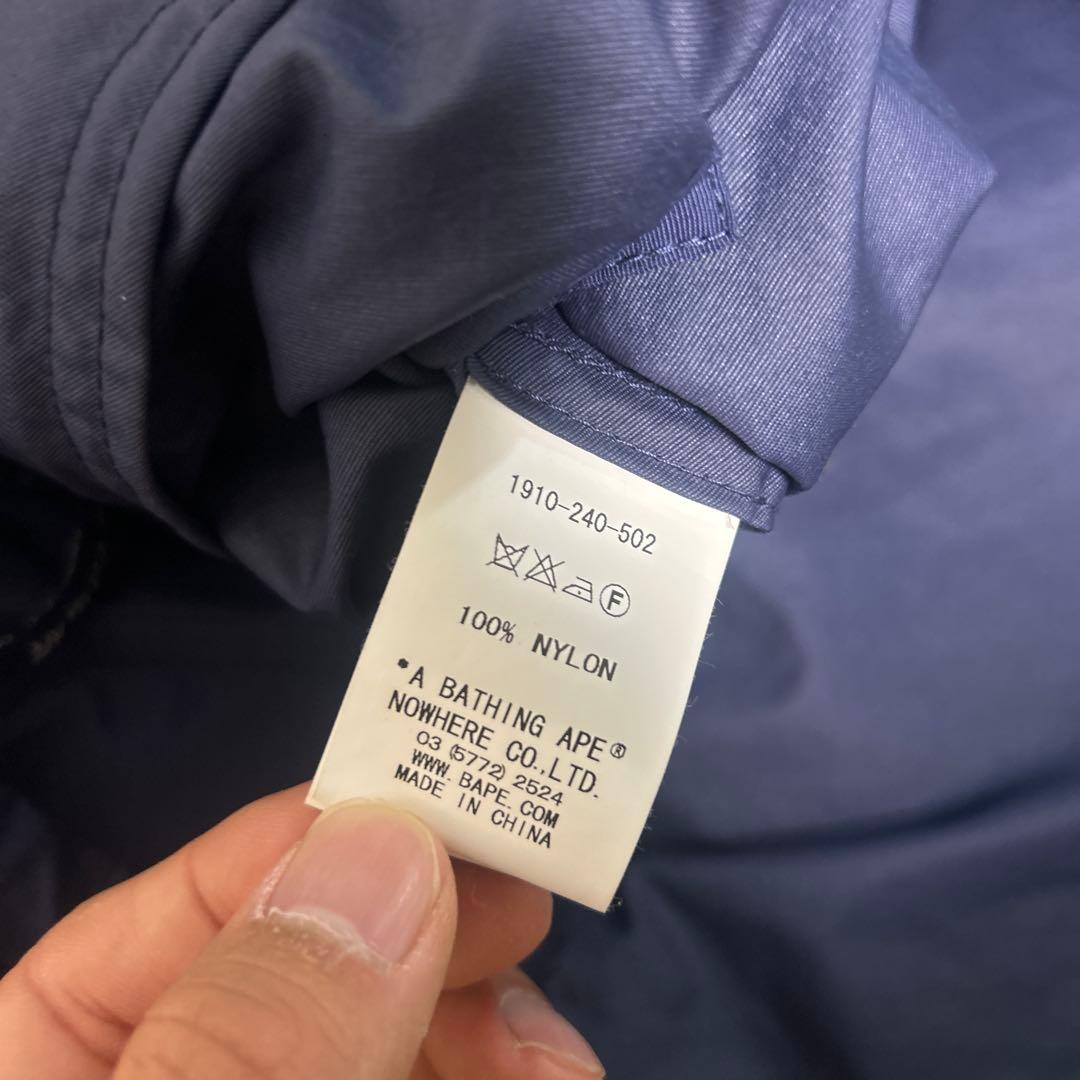 1910-240-502
F
100% NYLON
*A BATHING APE®
NOWHERE CO.,LTD.
03 (5772) 2524
WWW.BAPE.COM
MADE IN CHINA